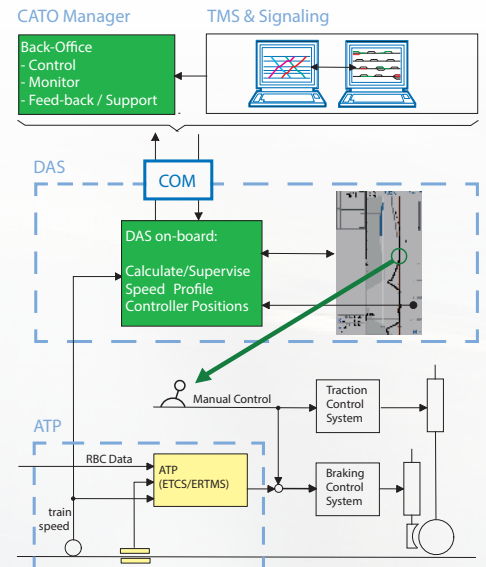 CATO Manager
TMS & Signaling
Back-Office
- Control
- Monitor
- Feed-back / Support
DAS
COM
DAS on-board:
Calculate/Supervise
Speed Profile
Controller Positions
Manual Control
Traction
Control
System
ATP
RBC Data
ATP
(ETCS/ERTMS)
Braking
Control
System
train
speed